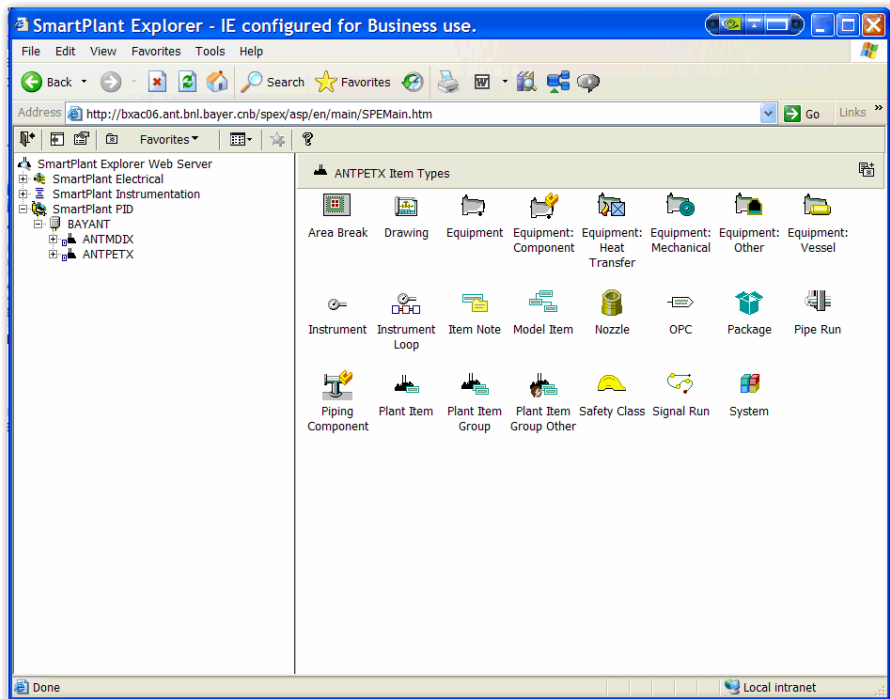 SmartPlant Explorer - IE configured for Business use.
File Edit View Favorites Tools Help
Back Search Favorites
Address http://bxac06.ant.bnl.bayer.cnb/spex/asp/en/main/SPEMain.htm Go Links »
Favorites
SmartPlant Explorer Web Server
SmartPlant Electrical
SmartPlant Instrumentation
SmartPlant PID
BAYANT
ANTMDIX
ANTPETX
ANTPETX Item Types
Area Break Drawing Equipment Equipment: Equipment: Equipment: Equipment: Equipment:
Component Heat Mechanical Other Vessel
Transfer
Instrument Instrument Item Note Model Item Nozzle OPC Package Pipe Run
Loop
Piping Plant Item Plant Item Plant Item Safety Class Signal Run System
Component Group Group Other
Done Local intranet